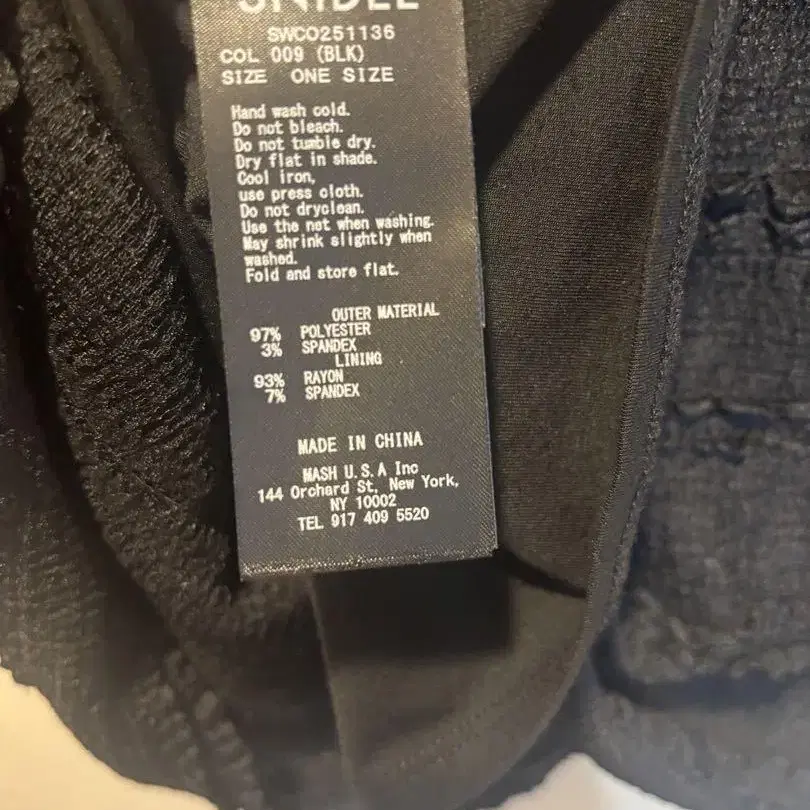 SNIDEL
SWCO251136
COL 009 (BLK)
SIZE ONE SIZE
Hand wash cold.
Do not bleach.
Do not tumble dry.
Dry flat in shade.
Cool iron,
use press cloth.
Do not dryclean.
Use the net when washing.
May shrink slightly when
washed.
Fold and store flat.
OUTER MATERIAL
97% POLYESTER
3% SPANDEX
LINING
93% RAYON
7% SPANDEX
MADE IN CHINA
MASH U.S.A Inc
144 Orchard St, New York,
NY 10002
TEL 917 409 5520